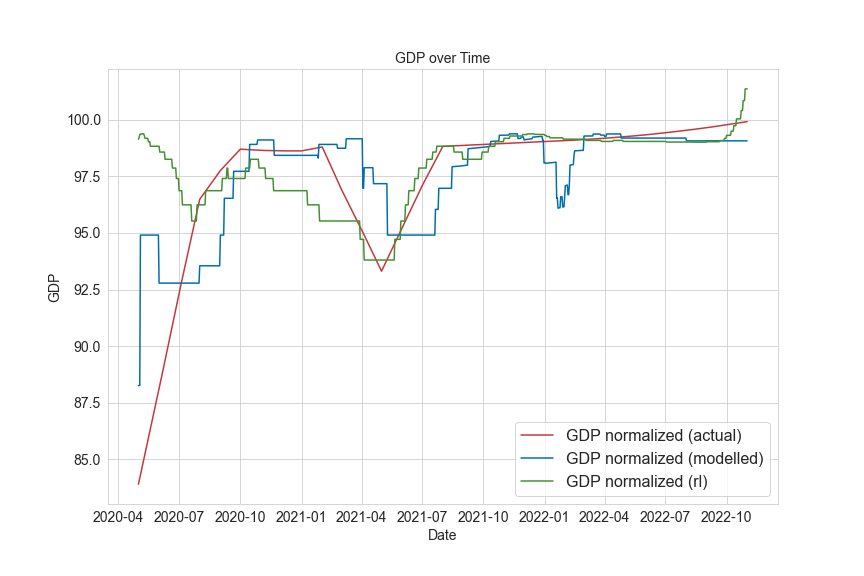 GDP over Time
GDP
100.0
97.5
95.0
92.5
90.0
87.5
85.0
GDP normalized (actual)
GDP normalized (modelled)
GDP normalized (rl)
2020-04 2020-07 2020-10 2021-01 2021-04 2021-07 2021-10 2022-01 2022-04 2022-07 2022-10
Date